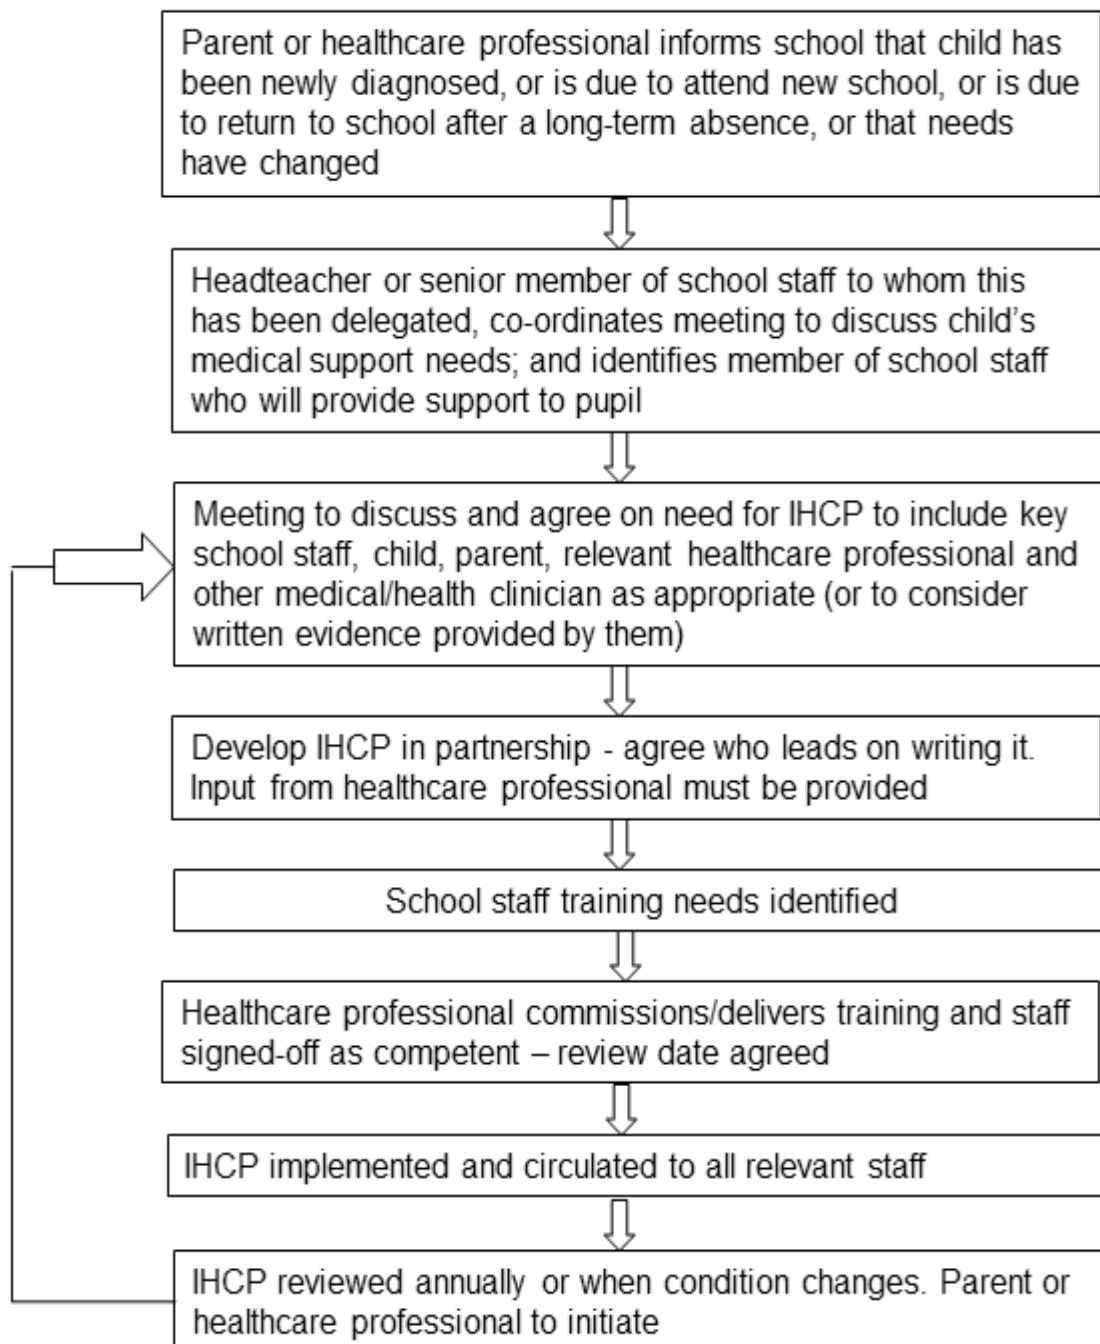 Parent or healthcare professional informs school that child has
been newly diagnosed, or is due to attend new school, or is due
to return to school after a long-term absence, or that needs
have changed
Headteacher or senior member of school staff to whom this
has been delegated, co-ordinates meeting to discuss child's
medical support needs; and identifies member of school staff
who will provide support to pupil
Meeting to discuss and agree on need for IHCP to include key
school staff, child, parent, relevant healthcare professional and
other medical/health clinician as appropriate (or to consider
written evidence provided by them)
Develop IHCP in partnership - agree who leads on writing it.
Input from healthcare professional must be provided
School staff training needs identified
Healthcare professional commissions/delivers training and staff
signed-off as competent – review date agreed
IHCP implemented and circulated to all relevant staff
IHCP reviewed annually or when condition changes. Parent or
healthcare professional to initiate